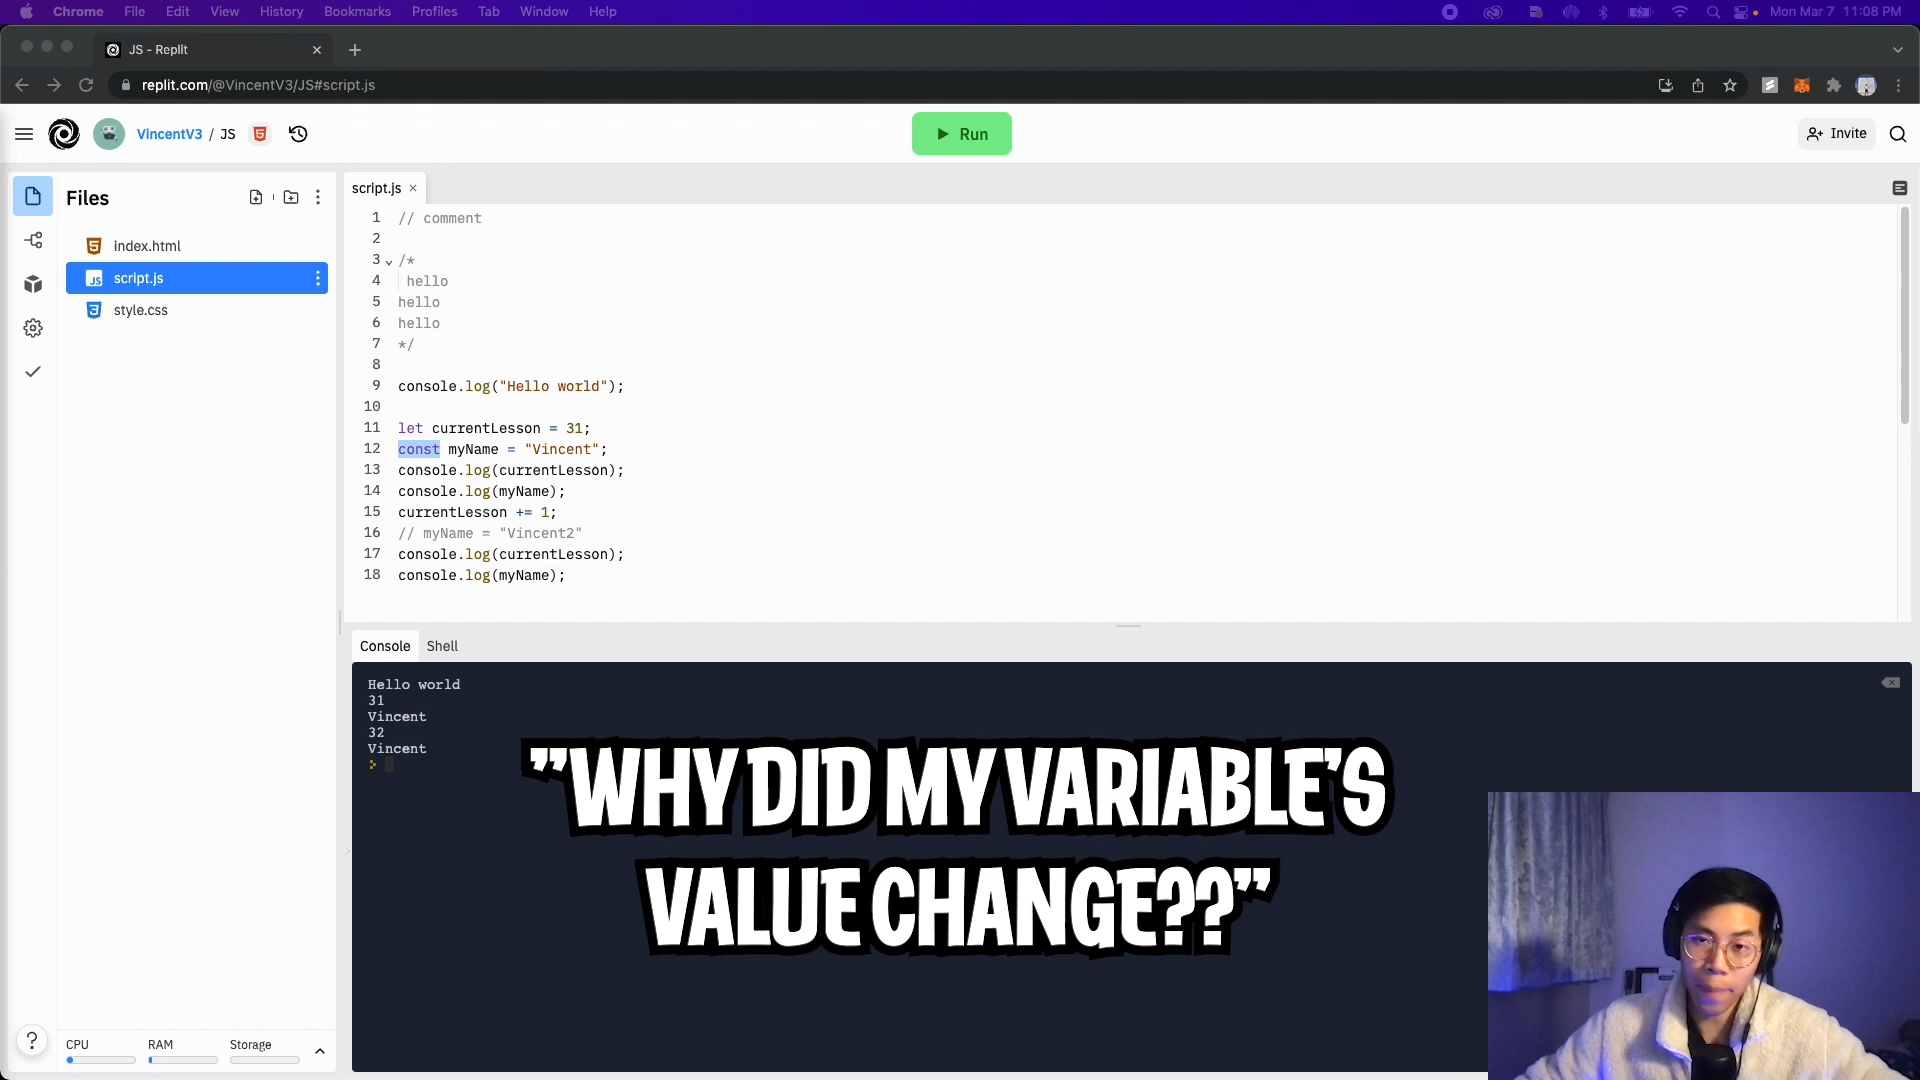 Chrome File Edit View History Bookmarks Profiles Tab Window Help Mon Mar 7 11:08 PM
JS - Replit
replit.com/@VincentV3/JS#script.js
VincentV3 / JS
Run
Invite
Files
index.html
script.js
style.css
script.js
1 // comment
2
3 /*
4 hello
5 hello
6 hello
7 */
8
9 console.log("Hello world");
10
11 let currentLesson = 31;
12 const myName = "Vincent";
13 console.log(currentLesson);
14 console.log(myName);
15 currentLesson += 1;
16 // myName = "Vincent2"
17 console.log(currentLesson);
18 console.log(myName);
Console Shell
Hello world
31
Vincent
32
Vincent
"WHY DID MY VARIABLE'S
VALUE CHANGE??"
? CPU RAM Storage